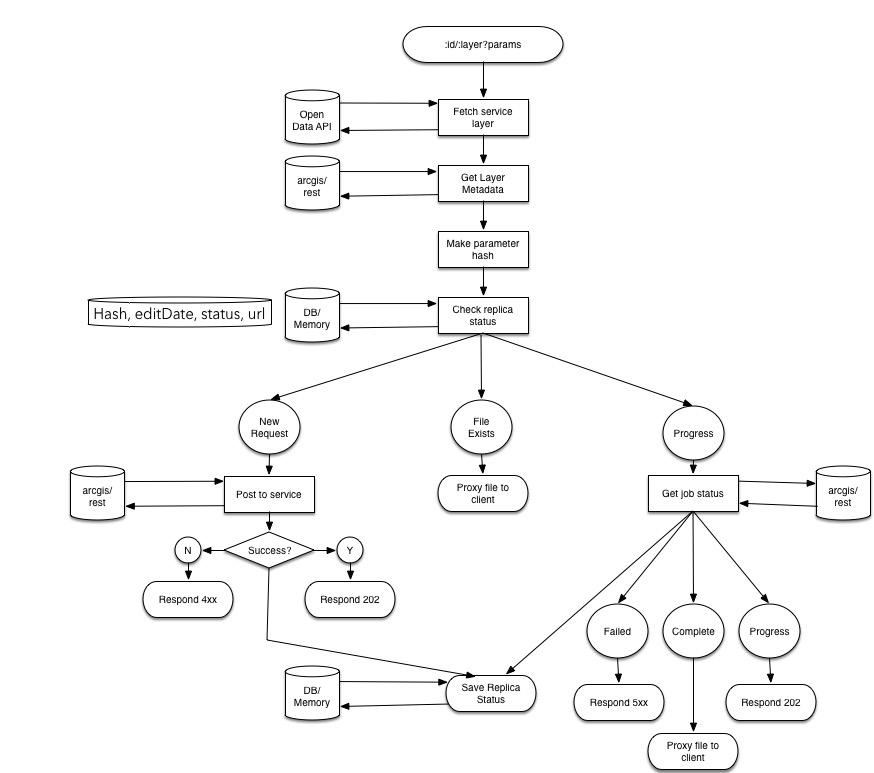 :id/:layer?params
Open
Data API
Fetch service
layer
arcgis/
rest
Get Layer
Metadata
Make parameter
hash
Hash, editDate, status, url
DB/
Memory
Check replica
status
New
Request
File
Exists
Progress
arcgis/
rest
Post to service
Proxy file to
client
Get job status
arcgis/
rest
N
Success?
Y
Respond 4xx
Respond 202
Failed
Complete
Progress
DB/
Memory
Save Replica
Status
Respond 5xx
Respond 202
Proxy file to
client